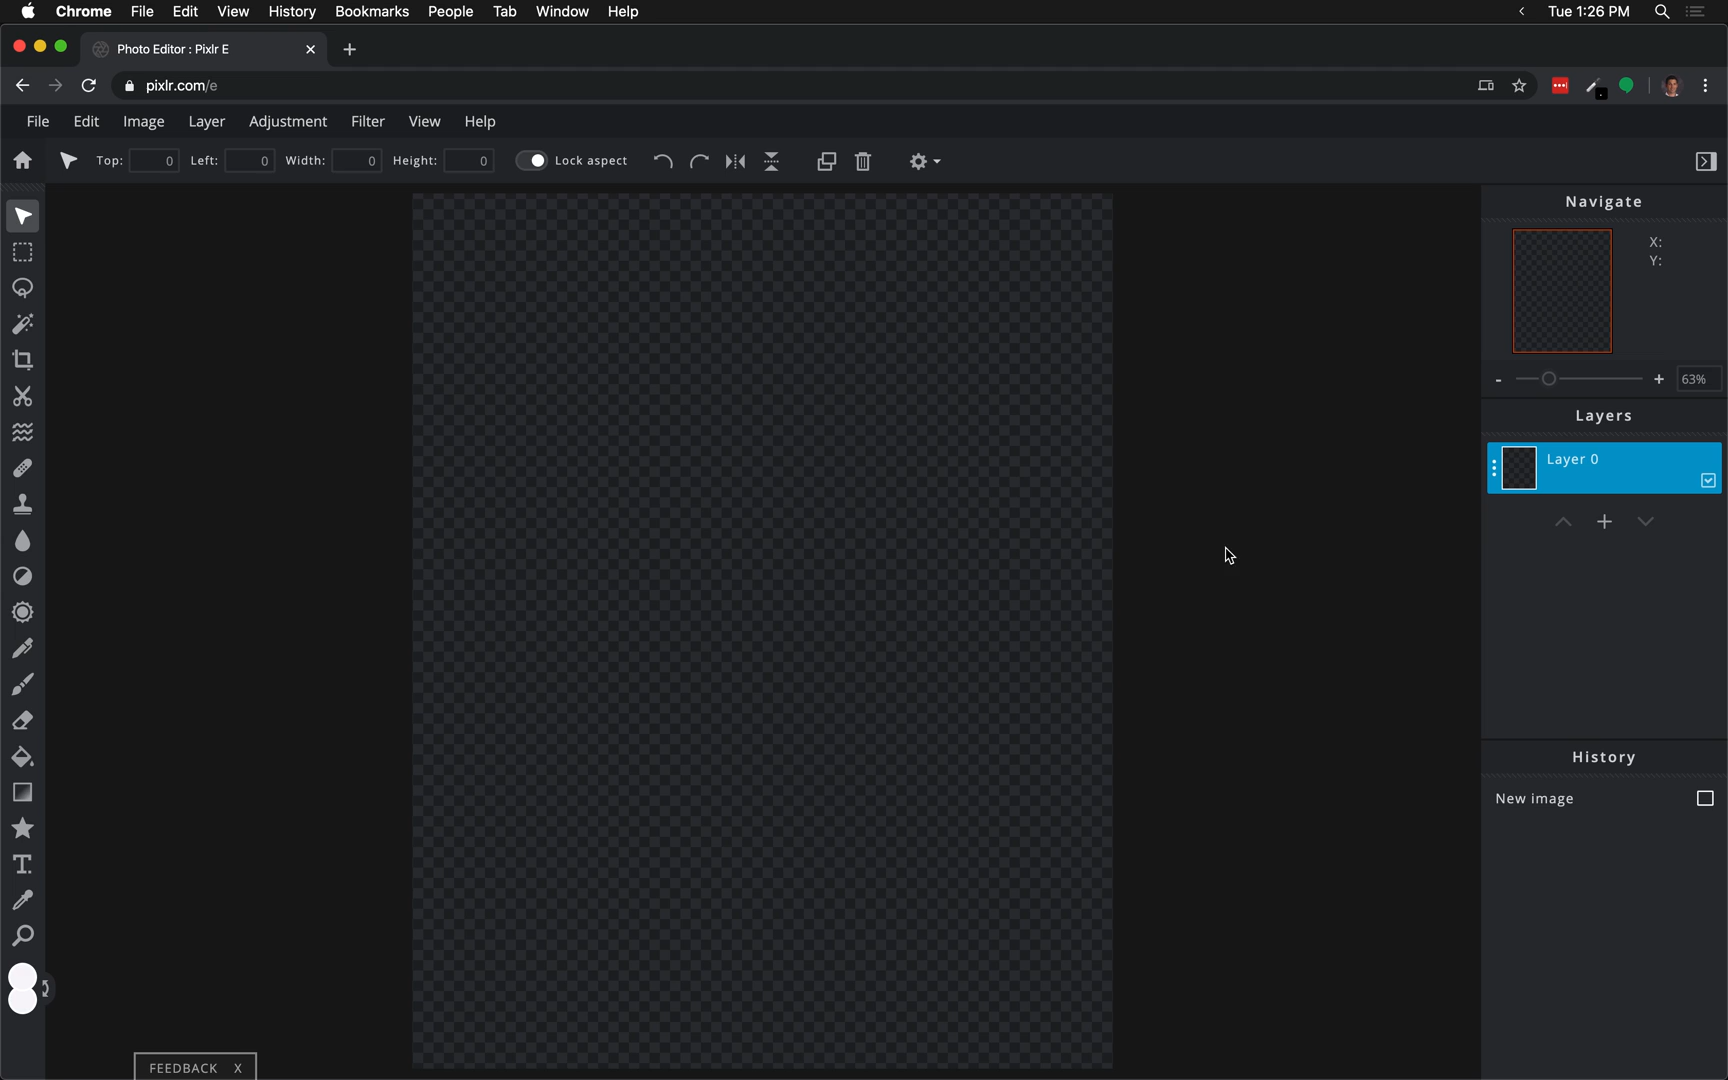 Chrome File Edit View History Bookmarks People Tab Window Help Tue 1:26 PM
Photo Editor : Pixlr E
pixlr.com/e
File Edit Image Layer Adjustment Filter View Help
Top: 0 Left: 0 Width: 0 Height: 0 Lock aspect
Navigate
X:
Y:
- + 63%
Layers
Layer 0
History
New image
T.
FEEDBACK X